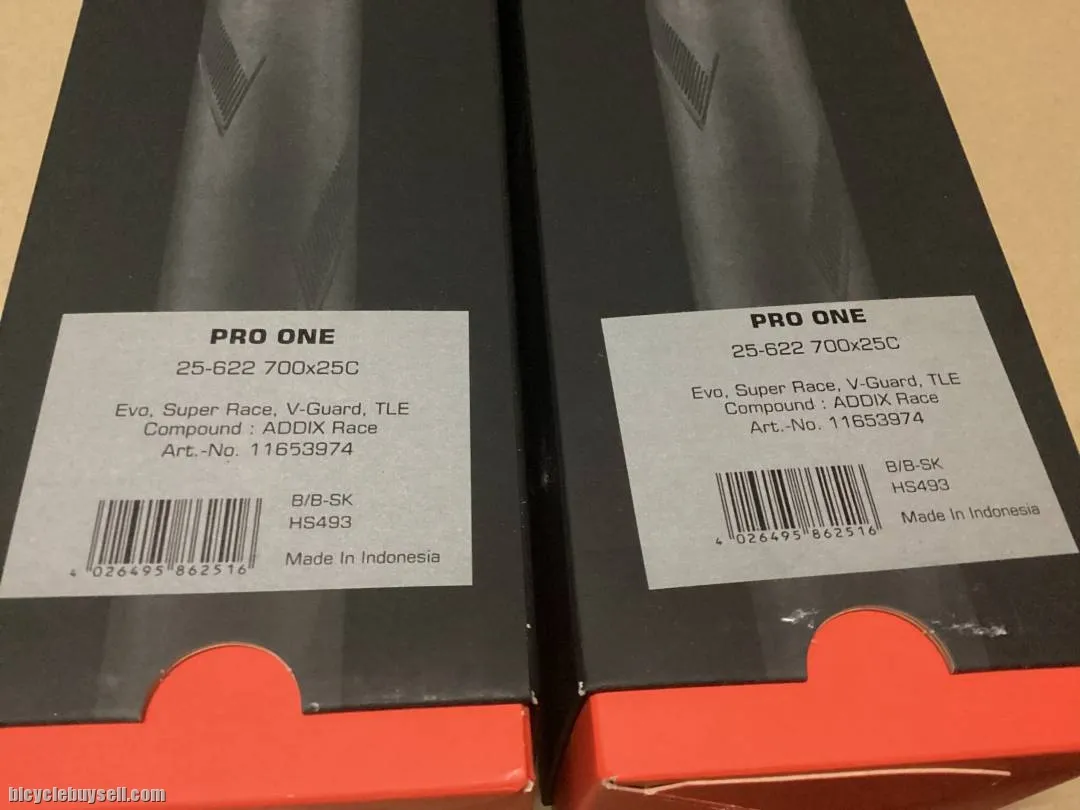 PRO ONE
25-622 700x25C
Evo, Super Race, V-Guard, TLE
Compound : ADDIX Race
Art.-No. 11653974
B/B-SK
HS493
Made In Indonesia
4 026495 862516
PRO ONE
25-622 700x25C
Evo, Super Race, V-Guard, TLE
Compound : ADDIX Race
Art.-No. 11653974
B/B-SK
HS493
Made In Indonesia
4 026495 862516
bicyclebuysell.com